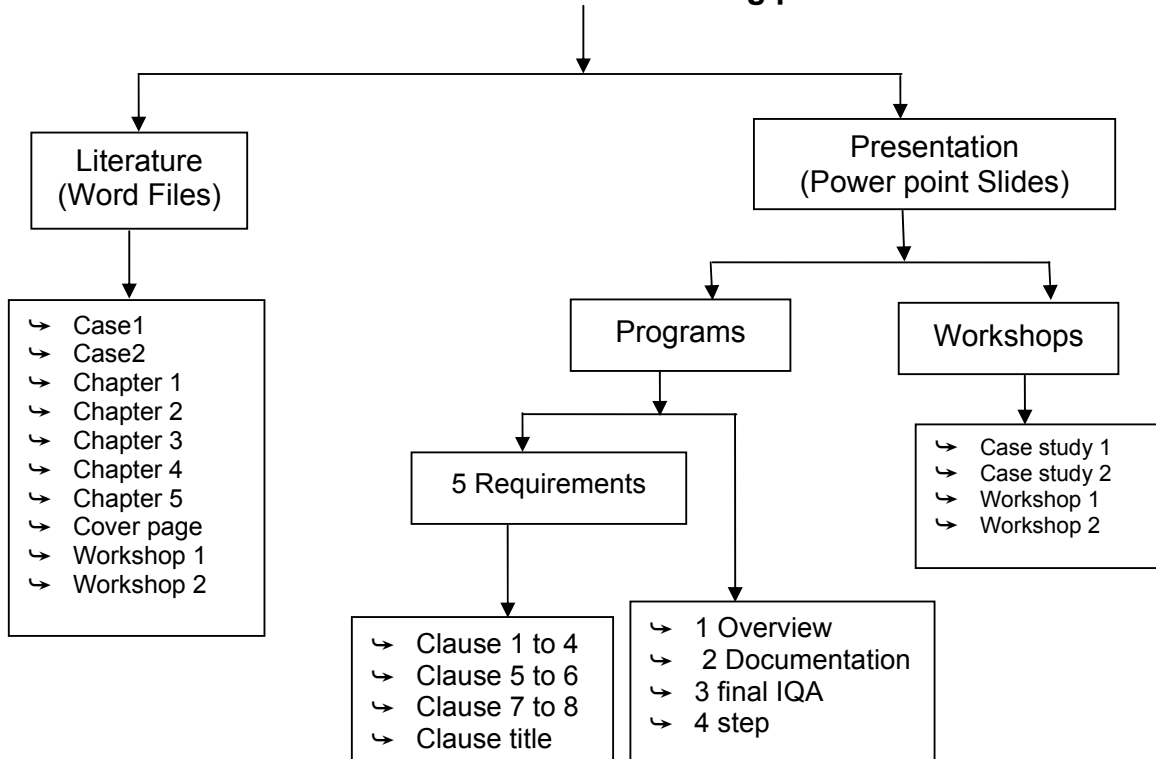 Literature
(Word Files)
Presentation
(Power point Slides)
Case1
Case2
Chapter 1
Chapter 2
Chapter 3
Chapter 4
Chapter 5
Cover page
Workshop 1
Workshop 2
Programs
Workshops
5 Requirements
Case study 1
Case study 2
Workshop 1
Workshop 2
Clause 1 to 4
Clause 5 to 6
Clause 7 to 8
Clause title
1 Overview
2 Documentation
3 final IQA
4 step